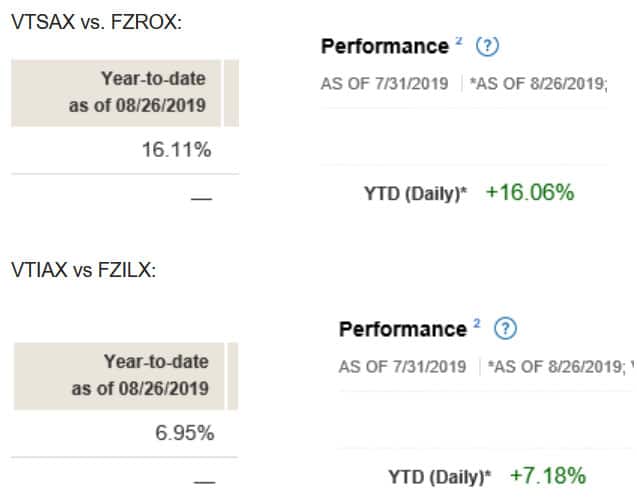 VTSAX vs. FZROX:
Year-to-date
as of 08/26/2019
16.11%
—
Performance 2 ?
AS OF 7/31/2019 | *AS OF 8/26/2019;
YTD (Daily)* +16.06%
VTIAX vs FZILX:
Year-to-date
as of 08/26/2019
6.95%
—
Performance 2 ?
AS OF 7/31/2019 | *AS OF 8/26/2019;
YTD (Daily)* +7.18%